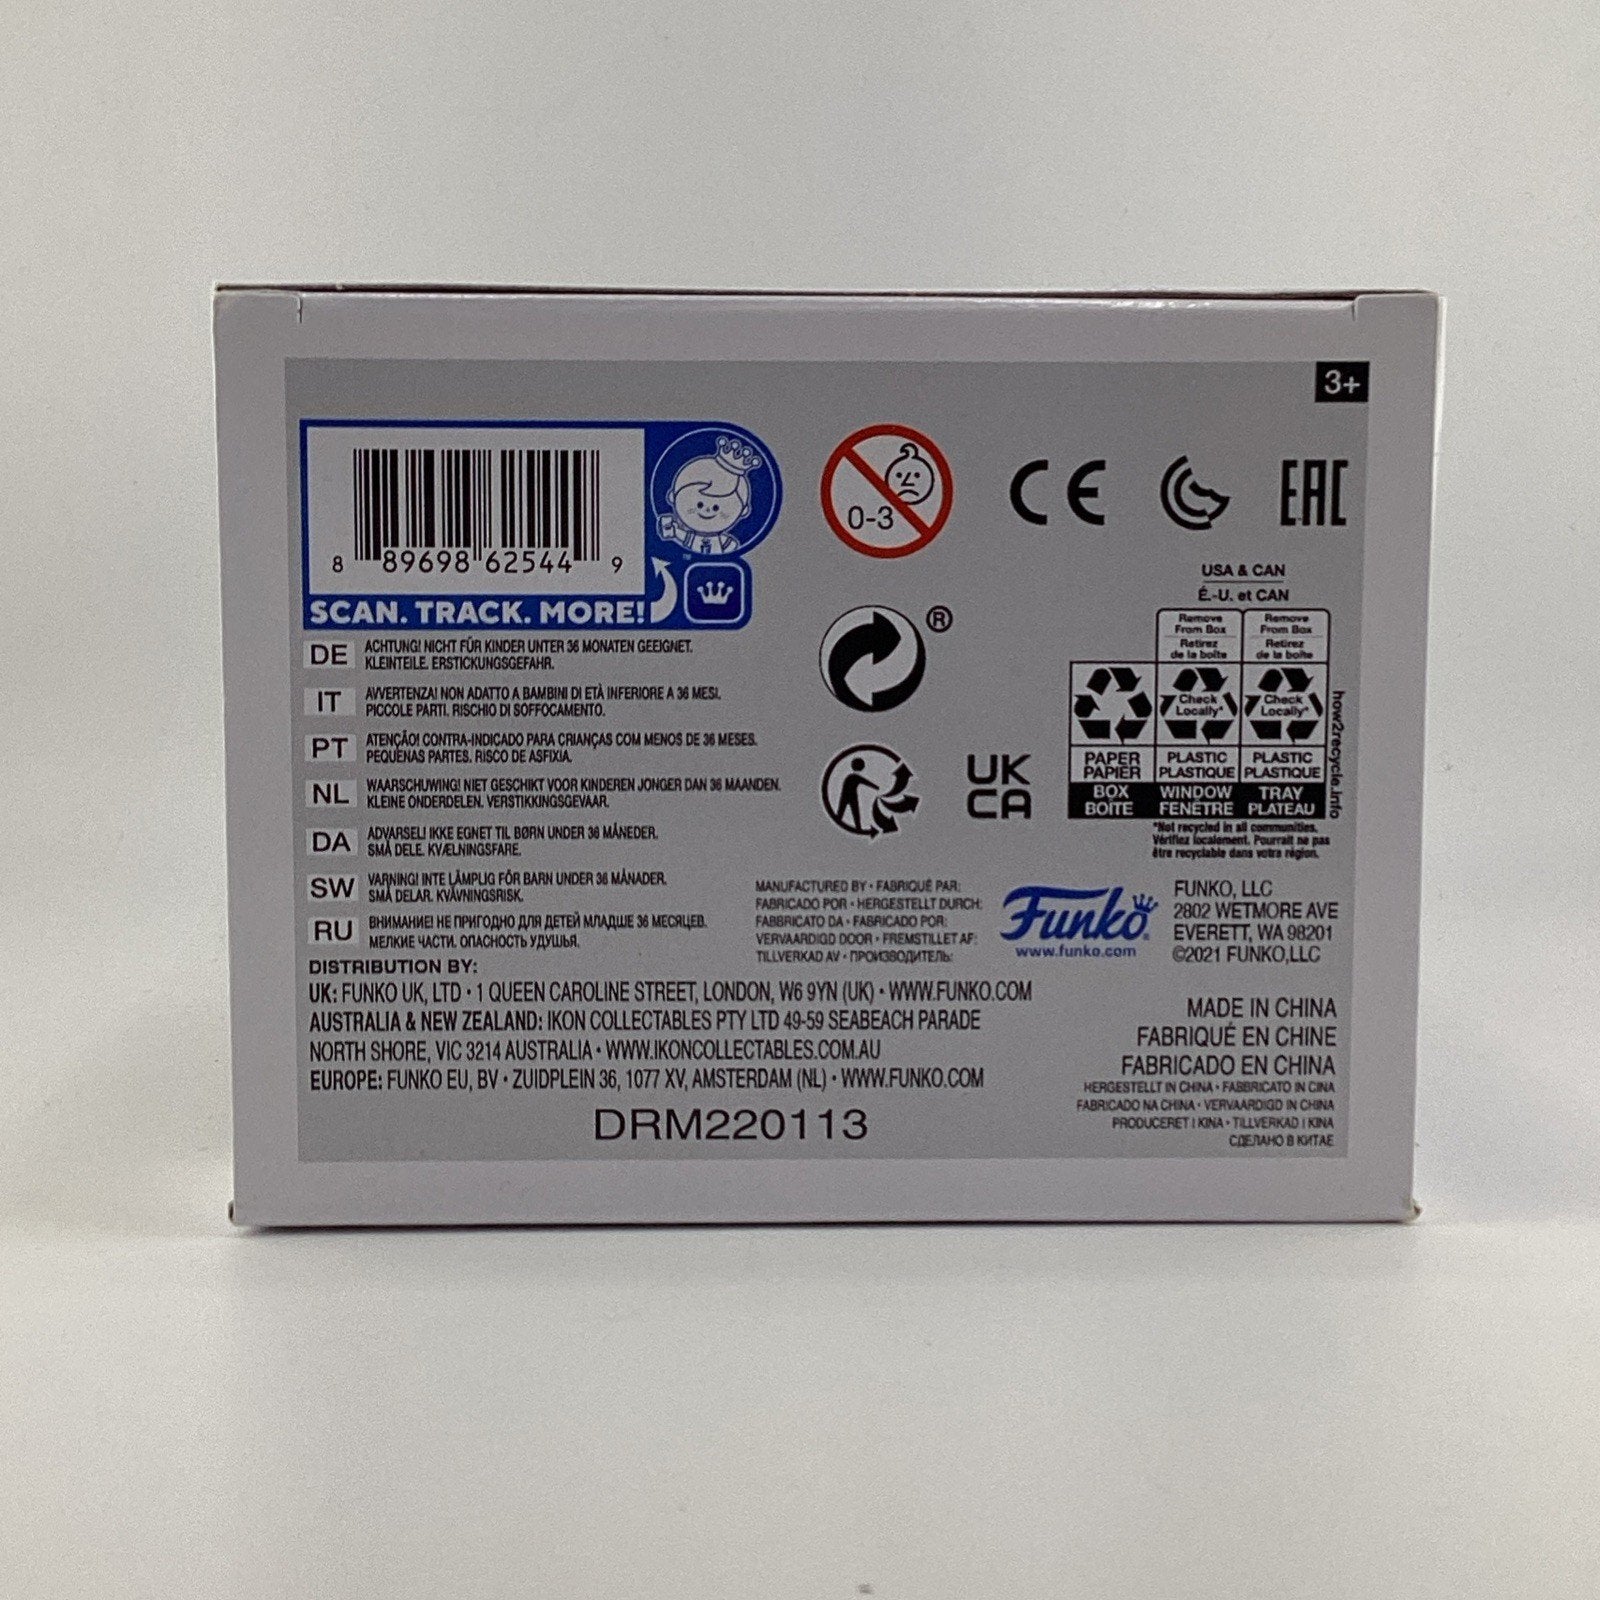 3+
8 89698 62544 9
SCAN. TRACK. MORE!
™
0-3
CE
EAC
USA & CAN
É.-U. et CAN
Remove From Box
Retirez de la boîte
Remove From Box
Retirez de la boîte
Check Locally*
Check Locally*
PAPER PAPIER
PLASTIC PLASTIQUE
PLASTIC PLASTIQUE
BOX BOÎTE
WINDOW FENÊTRE
TRAY PLATEAU
how2recycle.info
*Not recycled in all communities.
Vérifiez localement. Pourrait ne pas
être recyclable dans votre région.
®
UK
CA
DE ACHTUNG! NICHT FÜR KINDER UNTER 36 MONATEN GEEIGNET.
KLEINTEILE. ERSTICKUNGSGEFAHR.
IT AVVERTENZA! NON ADATTO A BAMBINI DI ETÀ INFERIORE A 36 MESI.
PICCOLE PARTI. RISCHIO DI SOFFOCAMENTO.
PT ATENÇÃO! CONTRA-INDICADO PARA CRIANÇAS COM MENOS DE 36 MESES.
PEQUENAS PARTES. RISCO DE ASFIXIA.
NL WAARSCHUWING! NIET GESCHIKT VOOR KINDEREN JONGER DAN 36 MAANDEN.
KLEINE ONDERDELEN. VERSTIKKINGSGEVAAR.
DA ADVARSEL! IKKE EGNET TIL BØRN UNDER 36 MÅNEDER.
SMÅ DELE. KVÆLNINGSFARE.
SW VARNING! INTE LÄMPLIG FÖR BARN UNDER 36 MÅNADER.
SMÅ DELAR. KVÄVNINGSRISK.
RU ВНИМАНИЕ! НЕ ПРИГОДНО ДЛЯ ДЕТЕЙ МЛАДШЕ 36 МЕСЯЦЕВ.
МЕЛКИЕ ЧАСТИ. ОПАСНОСТЬ УДУШЬЯ.
MANUFACTURED BY • FABRIQUÉ PAR:
FABRICADO POR • HERGESTELLT DURCH:
FABBRICATO DA • FABRICADO POR:
VERVAARDIGD DOOR • FREMSTILLET AF:
TILLVERKAD AV • ПРОИЗВОДИТЕЛЬ:
Funko®
www.funko.com
FUNKO, LLC
2802 WETMORE AVE
EVERETT, WA 98201
©2021 FUNKO,LLC
DISTRIBUTION BY:
UK: FUNKO UK, LTD • 1 QUEEN CAROLINE STREET, LONDON, W6 9YN (UK) • WWW.FUNKO.COM
AUSTRALIA & NEW ZEALAND: IKON COLLECTABLES PTY LTD 49-59 SEABEACH PARADE
NORTH SHORE, VIC 3214 AUSTRALIA • WWW.IKONCOLLECTABLES.COM.AU
EUROPE: FUNKO EU, BV • ZUIDPLEIN 36, 1077 XV, AMSTERDAM (NL) • WWW.FUNKO.COM
DRM220113
MADE IN CHINA
FABRIQUÉ EN CHINE
FABRICADO EN CHINA
HERGESTELLT IN CHINA • FABBRICATO IN CINA
FABRICADO NA CHINA • VERVAARDIGD IN CHINA
PRODUCERET I KINA • TILLVERKAD I KINA
СДЕЛАНО В КИТАЕ